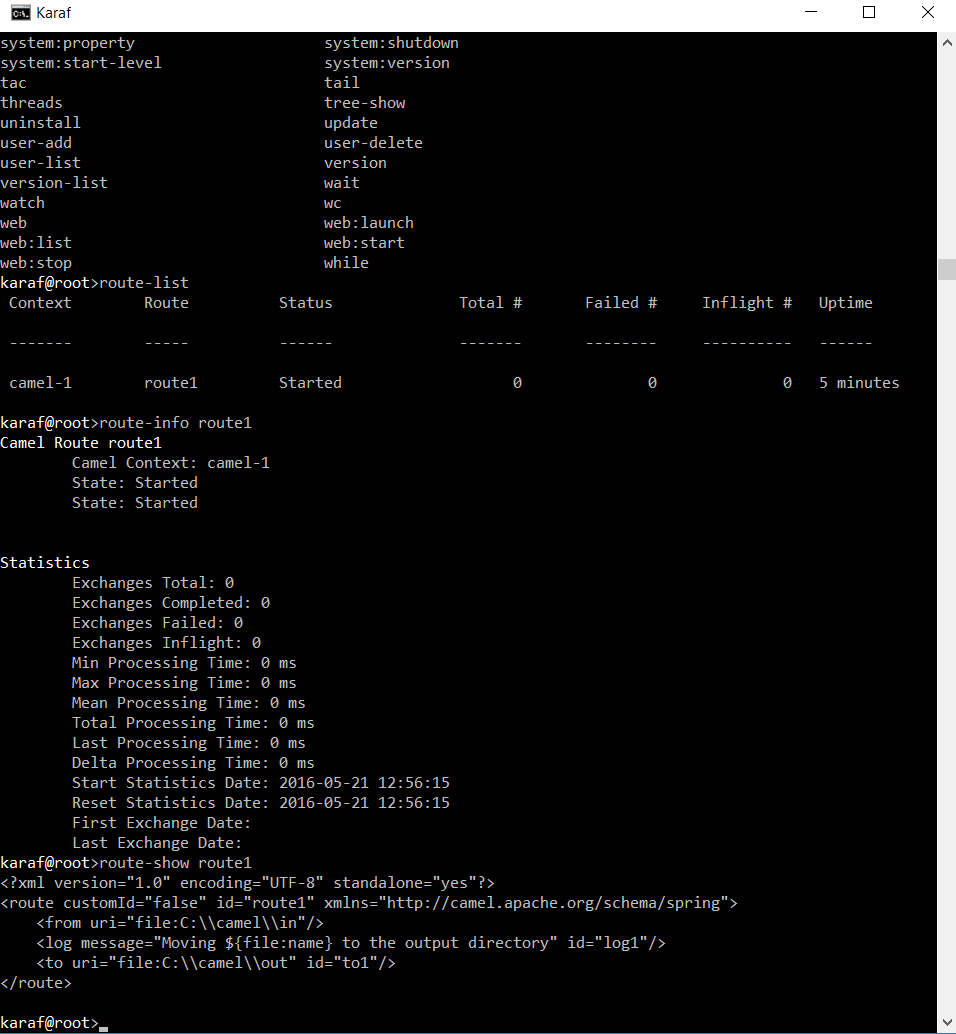 Karaf
system:property system:shutdown
system:start-level system:version
tac tail
threads tree-show
uninstall update
user-add user-delete
user-list version
version-list wait
watch wc
web web:launch
web:list web:start
web:stop while
karaf@root>route-list
Context Route Status Total # Failed # Inflight # Uptime
------- ----- ------ ------- -------- ---------- ------
camel-1 route1 Started 0 0 0 5 minutes
karaf@root>route-info route1
Camel Route route1
Camel Context: camel-1
State: Started
State: Started
Statistics
Exchanges Total: 0
Exchanges Completed: 0
Exchanges Failed: 0
Exchanges Inflight: 0
Min Processing Time: 0 ms
Max Processing Time: 0 ms
Mean Processing Time: 0 ms
Total Processing Time: 0 ms
Last Processing Time: 0 ms
Delta Processing Time: 0 ms
Start Statistics Date: 2016-05-21 12:56:15
Reset Statistics Date: 2016-05-21 12:56:15
First Exchange Date:
Last Exchange Date:
karaf@root>route-show route1
<?xml version="1.0" encoding="UTF-8" standalone="yes"?>
<route customId="false" id="route1" xmlns="http://camel.apache.org/schema/spring">
<from uri="file:C:\\camel\\in"/>
<log message="Moving ${file:name} to the output directory" id="log1"/>
<to uri="file:C:\\camel\\out" id="to1"/>
</route>
karaf@root>_